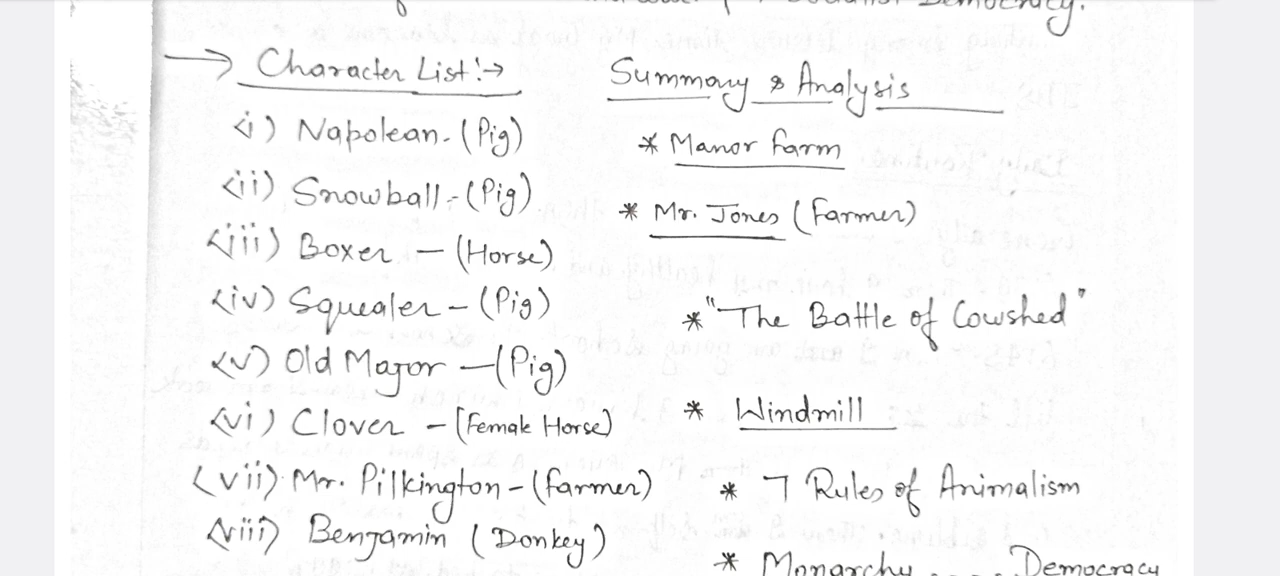 Socialist Democracy.
→ Character List:→
<i) Napolean - (Pig)
<ii) Snowball - (Pig)
<iii) Boxer - (Horse)
<iv) Squealer - (Pig)
<v) Old Major - (Pig)
<vi) Clover - [Female Horse)
<vii) Mr. Pilkington - (Farmer)
<viii) Benjamin (Donkey)
Summary & Analysis
* Manor Farm
* Mr. Jones (Farmer)
* "The Battle of Cowshed"
* Windmill
* 7 Rules of Animalism
* Monarchy .... Democracy